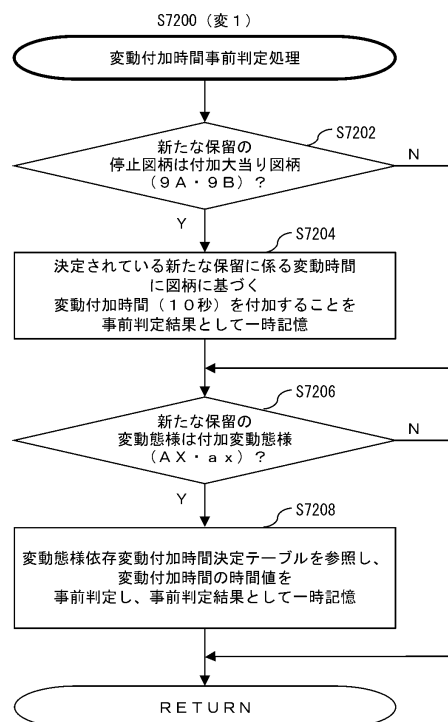 S7200(変1)
変動付加時間事前判定処理
S7202
新たな保留の
停止図柄は付加大当り図柄
(9A・9B)?
N
Y
S7204
決定されている新たな保留に係る変動時間
に図柄に基づく
変動付加時間(10秒)を付加することを
事前判定結果として一時記憶
S7206
新たな保留の
変動態様は付加変動態様
(AX・ax)?
N
Y
S7208
変動態様依存変動付加時間決定テーブルを参照し、
変動付加時間の時間値を
事前判定し、事前判定結果として一時記憶
RETURN